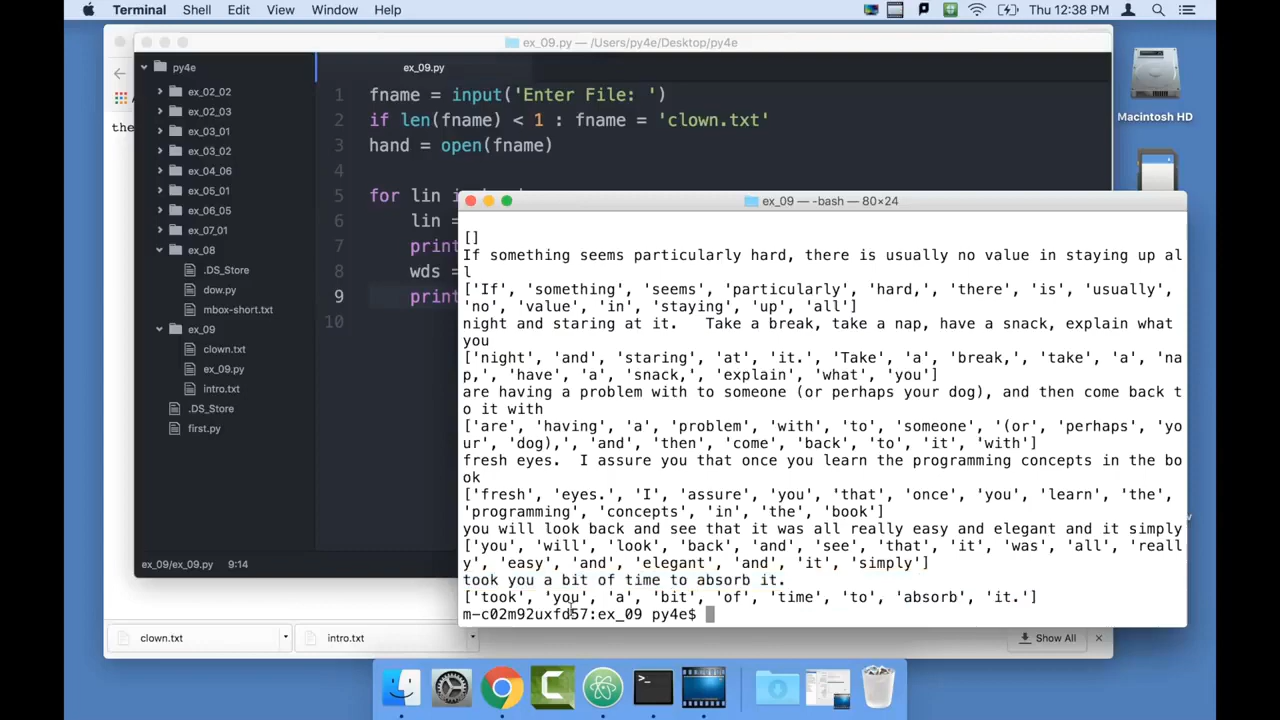 Terminal Shell Edit View Window Help Thu 12:38 PM
ex_09.py — /Users/py4e/Desktop/py4e
py4e
ex_02_02
ex_02_03
ex_03_01
ex_03_02
ex_04_06
ex_05_01
ex_06_05
ex_07_01
ex_08
.DS_Store
dow.py
mbox-short.txt
ex_09
clown.txt
ex_09.py
intro.txt
.DS_Store
first.py
ex_09/ex_09.py 9:14
the
ex_09.py
1 fname = input('Enter File: ')
2 if len(fname) < 1 : fname = 'clown.txt'
3 hand = open(fname)
4
5 for lin i
6 lin =
7 print
8 wds =
9 print
10
ex_09 — -bash — 80×24
[]
If something seems particularly hard, there is usually no value in staying up al
l
['If', 'something', 'seems', 'particularly', 'hard,', 'there', 'is', 'usually',
'no', 'value', 'in', 'staying', 'up', 'all']
night and staring at it.   Take a break, take a nap, have a snack, explain what
you
['night', 'and', 'staring', 'at', 'it.', 'Take', 'a', 'break,', 'take', 'a', 'na
p,', 'have', 'a', 'snack,', 'explain', 'what', 'you']
are having a problem with to someone (or perhaps your dog), and then come back t
o it with
['are', 'having', 'a', 'problem', 'with', 'to', 'someone', '(or', 'perhaps', 'yo
ur', 'dog),', 'and', 'then', 'come', 'back', 'to', 'it', 'with']
fresh eyes.  I assure you that once you learn the programming concepts in the bo
ok
['fresh', 'eyes.', 'I', 'assure', 'you', 'that', 'once', 'you', 'learn', 'the',
'programming', 'concepts', 'in', 'the', 'book']
you will look back and see that it was all really easy and elegant and it simply
['you', 'will', 'look', 'back', 'and', 'see', 'that', 'it', 'was', 'all', 'reall
y', 'easy', 'and', 'elegant', 'and', 'it', 'simply']
took you a bit of time to absorb it.
['took', 'you', 'a', 'bit', 'of', 'time', 'to', 'absorb', 'it.']
m-c02m92uxfd57:ex_09 py4e$
Macintosh HD
clown.txt intro.txt Show All